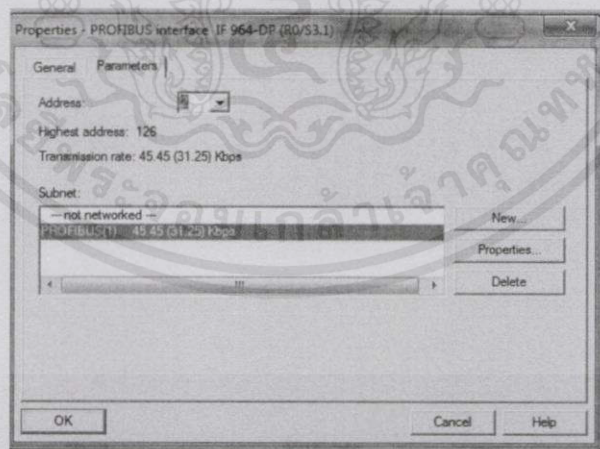 Properties - PROFIBUS interface IF 964-DP (R0/S3.1)
General Parameters
Address:
Highest address: 126
Transmission rate: 45.45 (31.25) Kbps
Subnet:
--- not networked ---
PROFIBUS(1) 45.45 (31.25) Kbps
New...
Properties...
Delete
OK
Cancel
Help